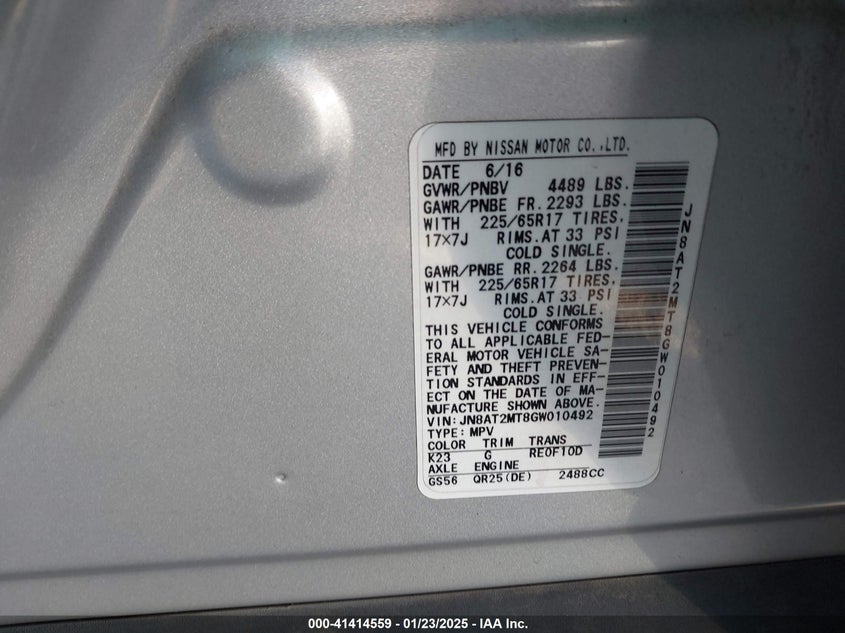 MFD BY NISSAN MOTOR CO.,LTD.
DATE 6/16
GVWR/PNBV 4489 LBS.
GAWR/PNBE FR. 2293 LBS.
WITH 225/65R17 TIRES.
17×7J RIMS.AT 33 PSI
COLD SINGLE.
GAWR/PNBE RR. 2264 LBS.
WITH 225/65R17 TIRES.
17×7J RIMS.AT 33 PSI
COLD SINGLE.
THIS VEHICLE CONFORMS
TO ALL APPLICABLE FED-
ERAL MOTOR VEHICLE SA-
FETY AND THEFT PREVEN-
TION STANDARDS IN EFF-
ECT ON THE DATE OF MA-
NUFACTURE SHOWN ABOVE.
VIN:JN8AT2MT8GW010492
TYPE:MPV
COLOR TRIM TRANS
K23 G RE0F10D
AXLE ENGINE
GS56 QR25(DE) 2488CC
JN8AT2MT8GW010492
000-41414559 - 01/23/2025 - IAA Inc.